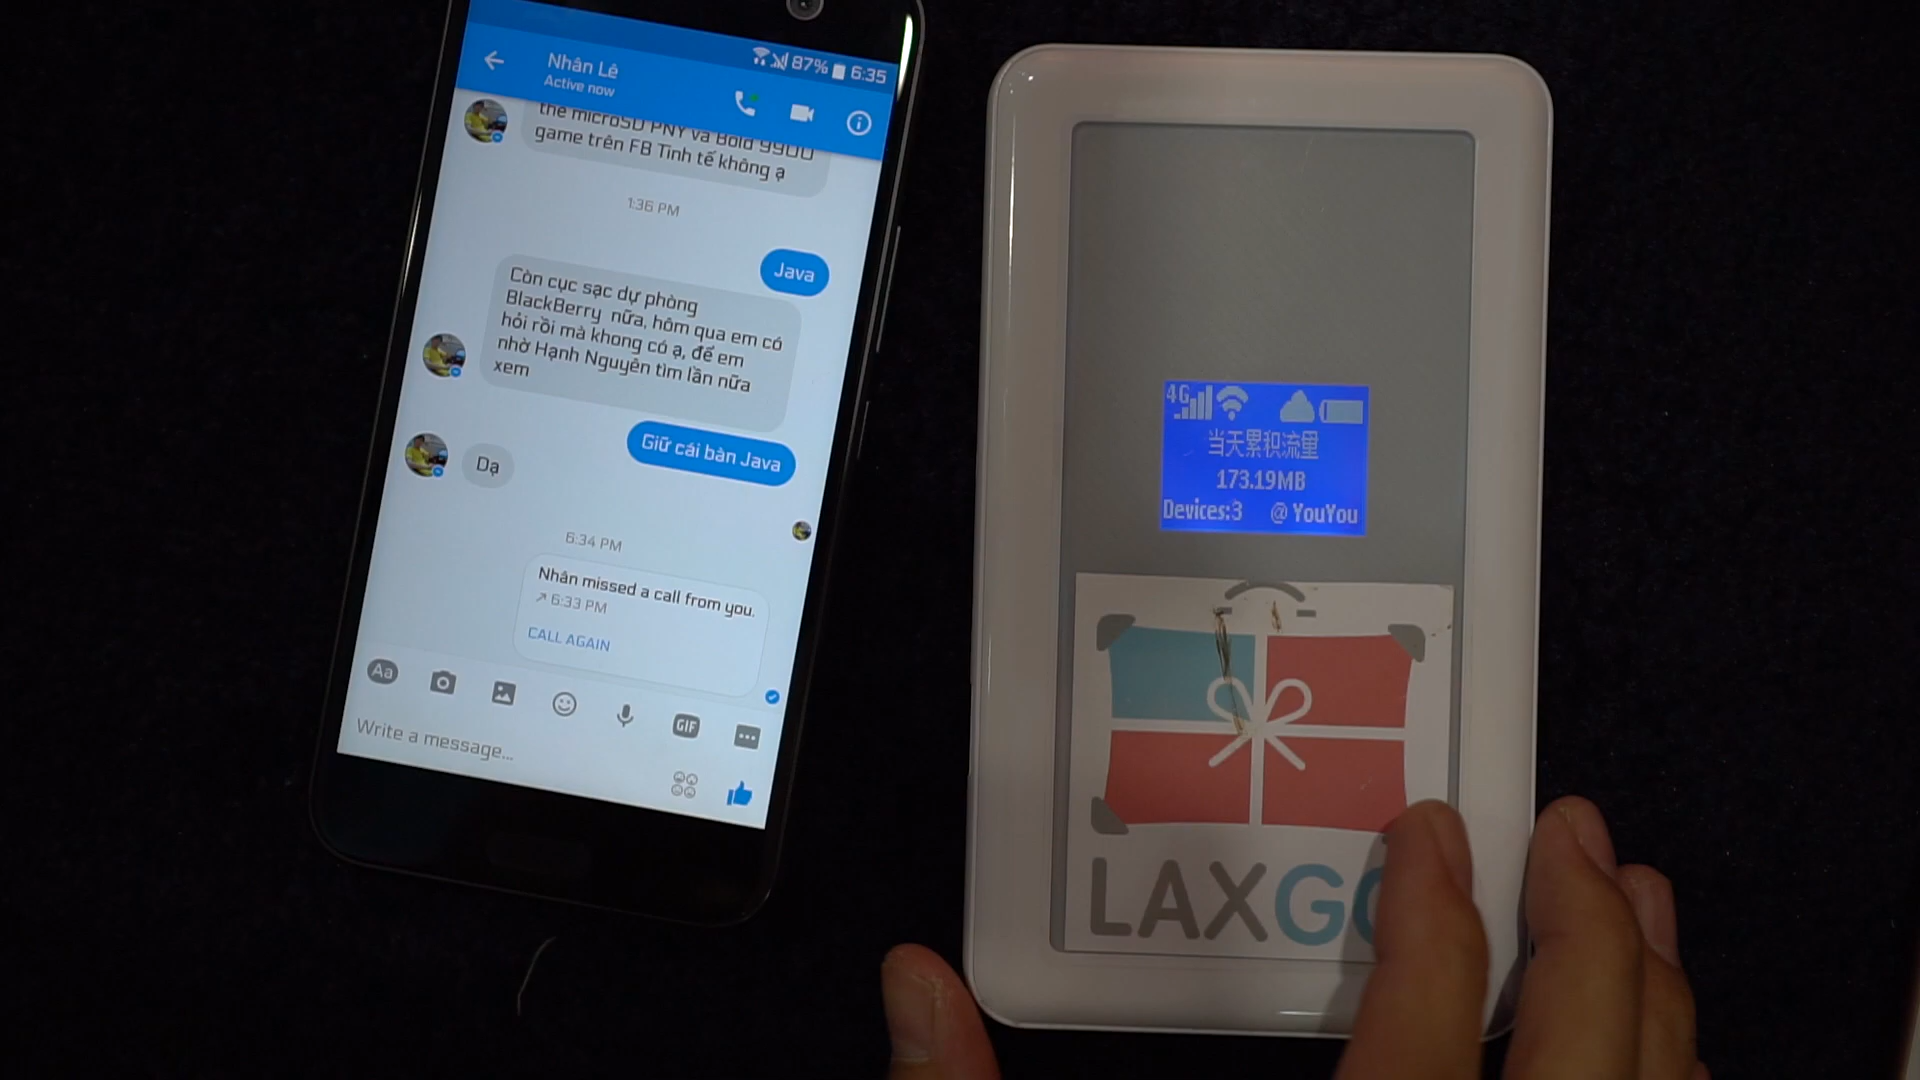 87% 6:35
Nhân Lê
Active now
the microSD PNY và Bold 9900
game trên FB Tinh tế không ạ
1:36 PM
Java
Còn cục sạc dự phòng
BlackBerry nữa, hôm qua em có
hỏi rồi mà khong có ạ, để em
nhờ Hạnh Nguyên tìm lần nữa
xem
Giữ cái bàn Java
Dạ
6:34 PM
Nhân missed a call from you.
6:33 PM
CALL AGAIN
Aa
GIF
Write a message...
4G
当天累积流量
173.19MB
Devices:3 @ YouYou